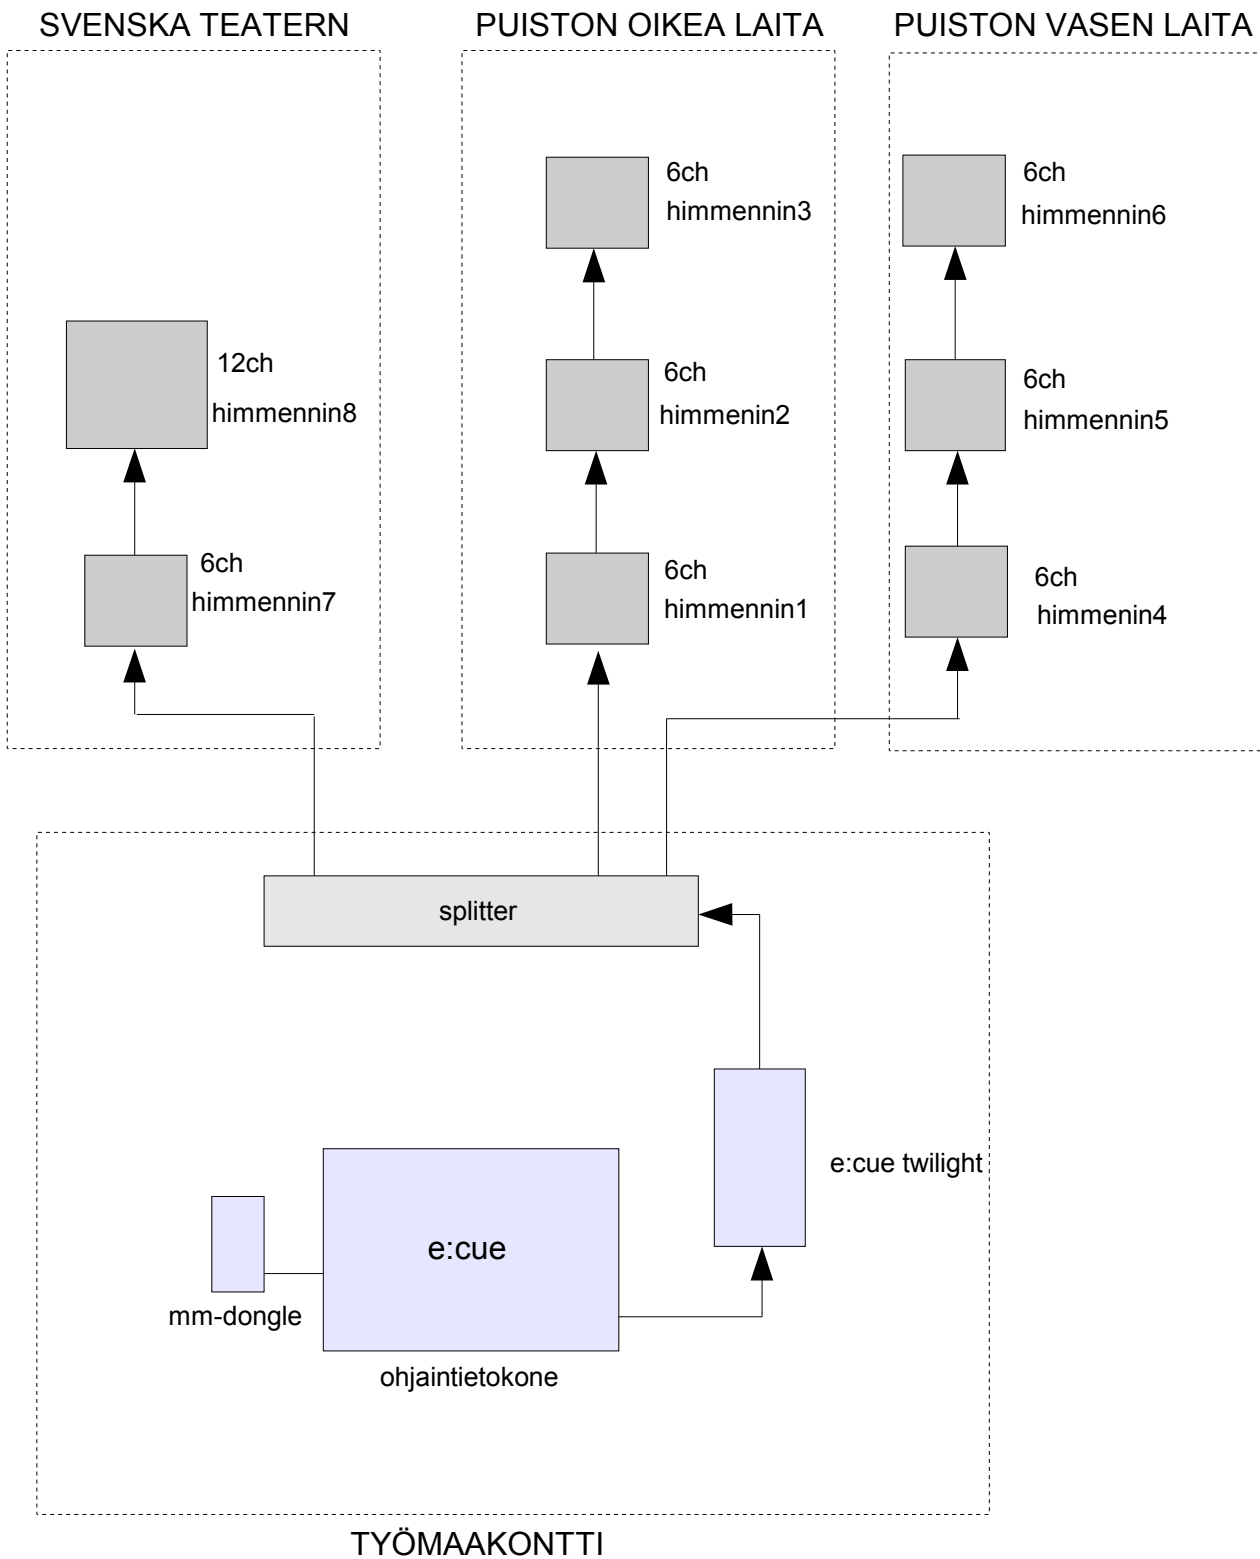 SVENSKA TEATERN
PUISTON OIKEA LAITA
PUISTON VASEN LAITA
12ch
himmennin8
6ch
himmennin7
6ch
himmennin3
6ch
himmenin2
6ch
himmennin1
6ch
himmennin6
6ch
himmennin5
6ch
himmenin4
splitter
e:cue twilight
e:cue
mm-dongle
ohjaintietokone
TYÖMAAKONTTI